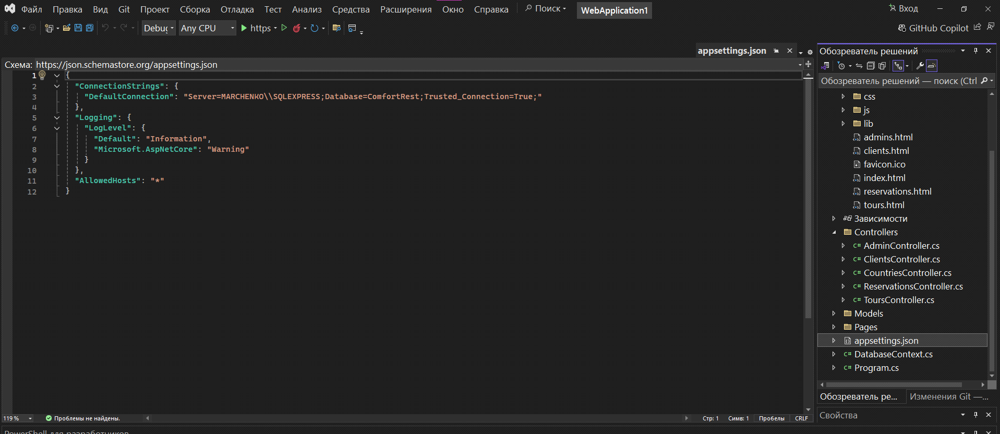 Файл Правка Вид Git Проект Сборка Отладка Тест Анализ Средства Расширения Окно Справка Поиск WebApplication1 Вход
Debug Any CPU https GitHub Copilot
appsettings.json
Схема: https://json.schemastore.org/appsettings.json
1 {
2 "ConnectionStrings": {
3 "DefaultConnection": "Server=MARCHENKO\\SQLEXPRESS;Database=ComfortRest;Trusted_Connection=True;"
4 },
5 "Logging": {
6 "LogLevel": {
7 "Default": "Information",
8 "Microsoft.AspNetCore": "Warning"
9 }
10 },
11 "AllowedHosts": "*"
12 }
119 % Проблемы не найдены. Стр: 1 Симв: 1 Пробелы CRLF
PowerShell для разработчиков
Обозреватель решений
Обозреватель решений — поиск (Ctrl
css
js
lib
admins.html
clients.html
favicon.ico
index.html
reservations.html
tours.html
Зависимости
Controllers
C# AdminController.cs
C# ClientsController.cs
C# CountriesController.cs
C# ReservationsController.cs
C# ToursController.cs
Models
Pages
appsettings.json
C# DatabaseContext.cs
C# Program.cs
Обозреватель ре... Изменения Git —...
Свойства